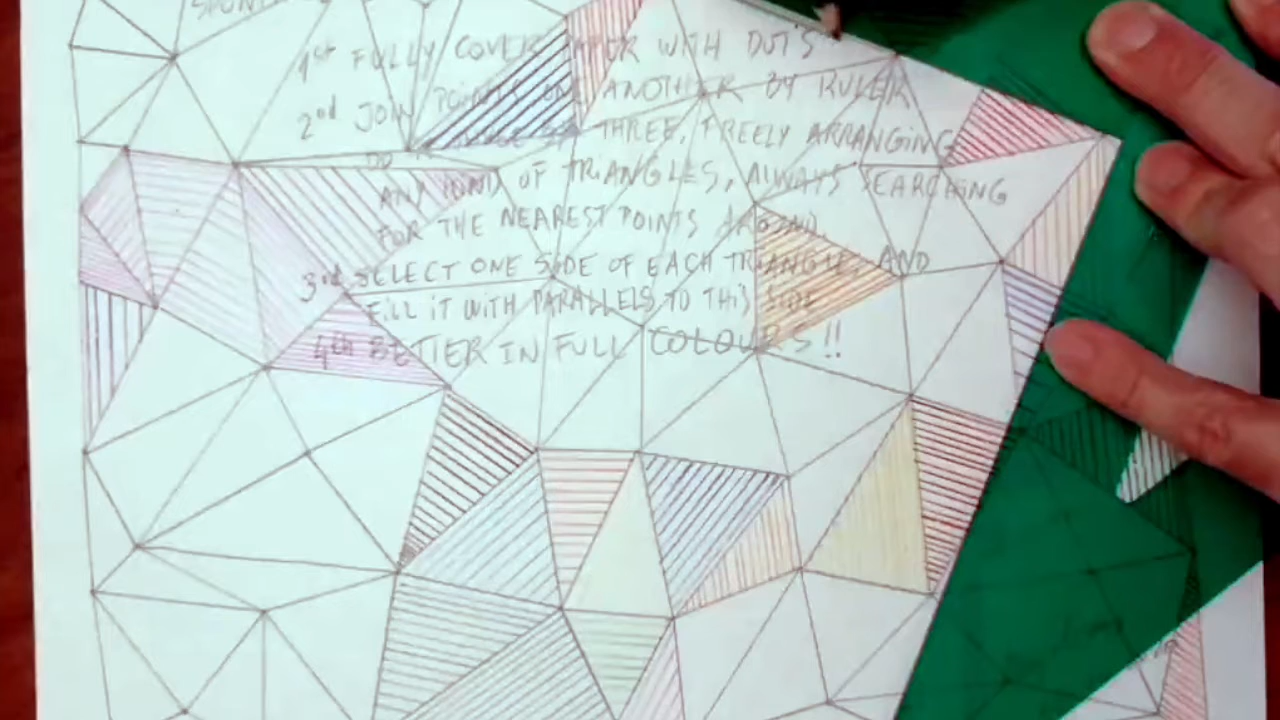 1st FULLY COVER PAPER WITH DOT'S
2nd JOIN POINTS ONE ANOTHER BY RULER
THREE, FREELY ARRANGING
ANY KIND OF TRIANGLES, ALWAYS SEARCHING
FOR THE NEAREST POINTS AROUND,
3rd SELECT ONE SIDE OF EACH TRIANGLE, AND
FILL IT WITH PARALLELS TO THIS SIDE
4th BETTER IN FULL COLOURS!!